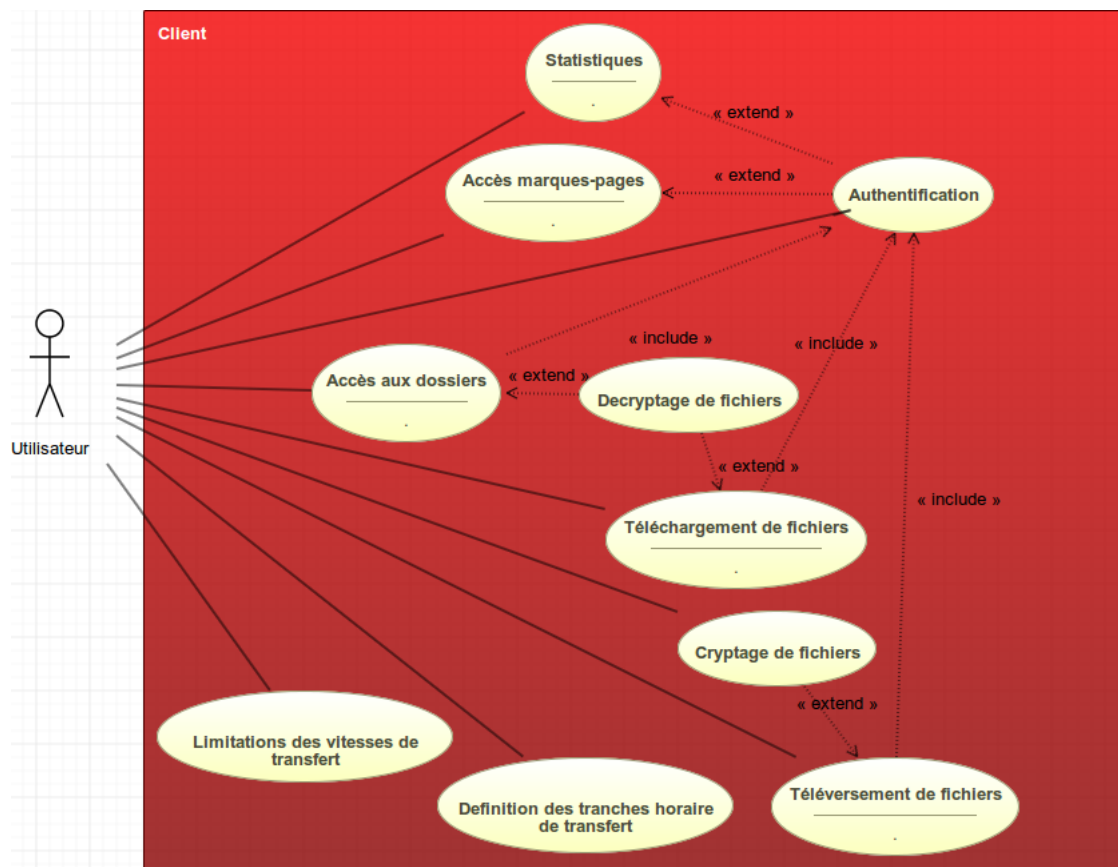 Client
Statistiques
.
« extend »
Accès marques-pages
.
« extend »
Authentification
Utilisateur
« include »
« include »
Accès aux dossiers
.
« extend »
Decryptage de fichiers
« extend »
Téléchargement de fichiers
.
« include »
Cryptage de fichiers
« extend »
Limitations des vitesses de
transfert
Definition des tranches horaire
de transfert
Téléversement de fichiers
.